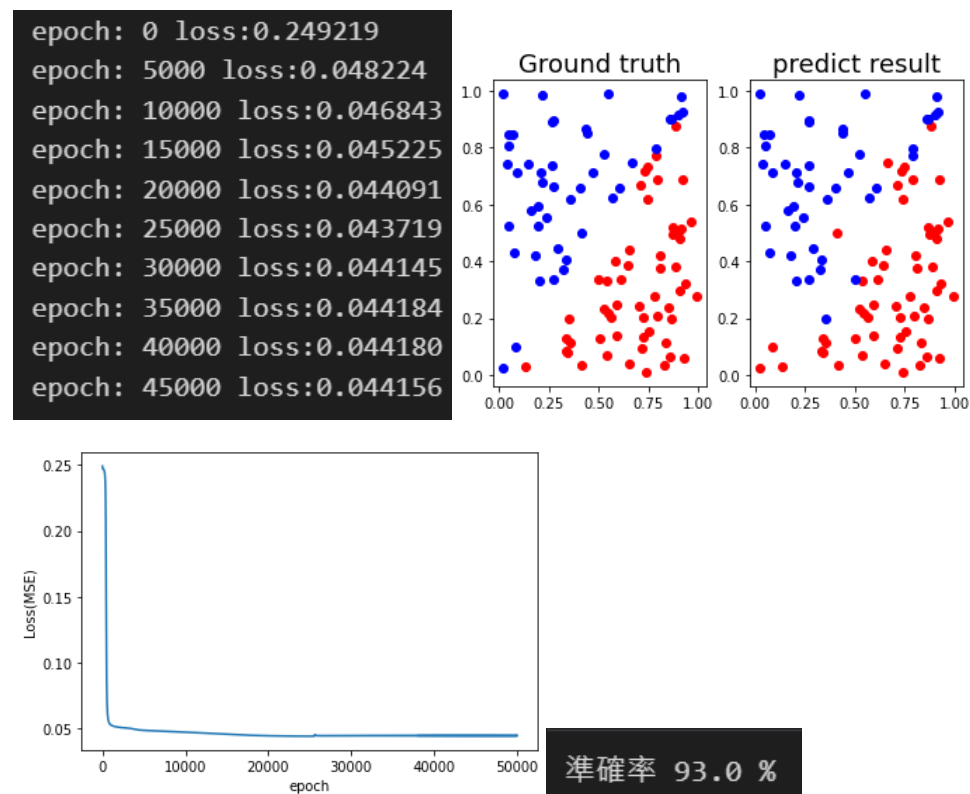 epoch: 0 loss:0.249219
epoch: 5000 loss:0.048224
epoch: 10000 loss:0.046843
epoch: 15000 loss:0.045225
epoch: 20000 loss:0.044091
epoch: 25000 loss:0.043719
epoch: 30000 loss:0.044145
epoch: 35000 loss:0.044184
epoch: 40000 loss:0.044180
epoch: 45000 loss:0.044156
Ground truth
1.0
0.8
0.6
0.4
0.2
0.0
0.00 0.25 0.50 0.75 1.00
predict result
1.0
0.8
0.6
0.4
0.2
0.0
0.00 0.25 0.50 0.75 1.00
Loss(MSE)
0.25
0.20
0.15
0.10
0.05
0 10000 20000 30000 40000 50000
epoch
準確率 93.0 %